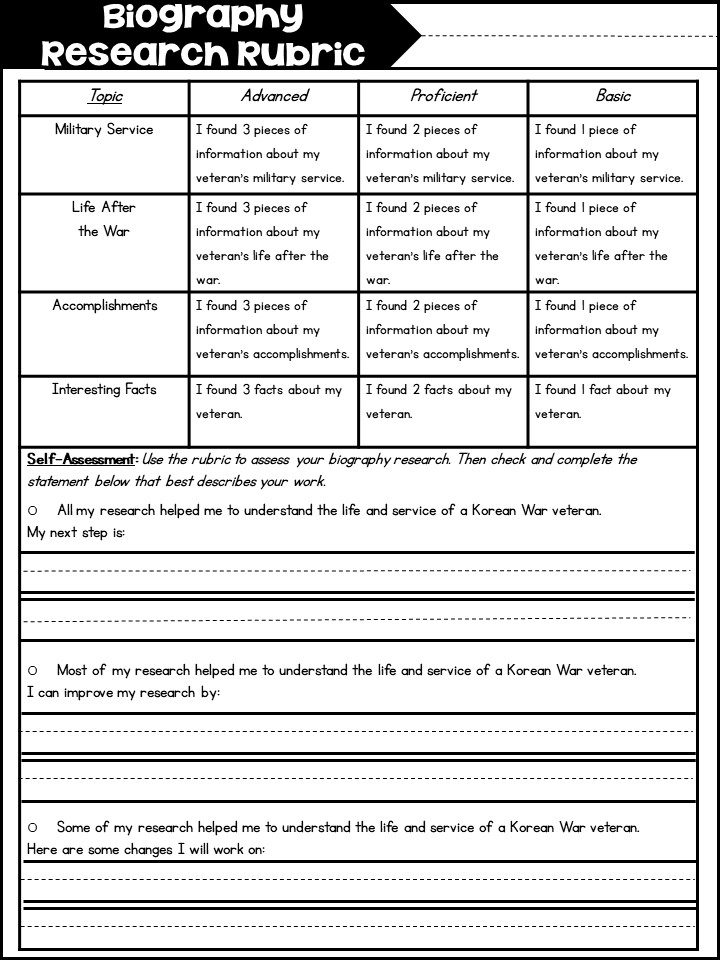 Biography
Research Rubric
Topic
Advanced
Proficient
Basic
Military Service
I found 3 pieces of
information about my
veteran's military service.
I found 2 pieces of
information about my
veteran's military service.
I found 1 piece of
information about my
veteran's military service.
Life After
the War
I found 3 pieces of
information about my
veteran's life after the
war.
I found 2 pieces of
information about my
veteran's life after the
war.
I found 1 piece of
information about my
veteran's life after the
war.
Accomplishments
I found 3 pieces of
information about my
veteran's accomplishments.
I found 2 pieces of
information about my
veteran's accomplishments.
I found 1 piece of
information about my
veteran's accomplishments.
Interesting Facts
I found 3 facts about my
veteran.
I found 2 facts about my
veteran.
I found 1 fact about my
veteran.
Self-Assessment: Use the rubric to assess your biography research. Then check and complete the
statement below that best describes your work.
○ All my research helped me to understand the life and service of a Korean War veteran.
My next step is:
○ Most of my research helped me to understand the life and service of a Korean War veteran.
I can improve my research by:
○ Some of my research helped me to understand the life and service of a Korean War veteran.
Here are some changes I will work on: